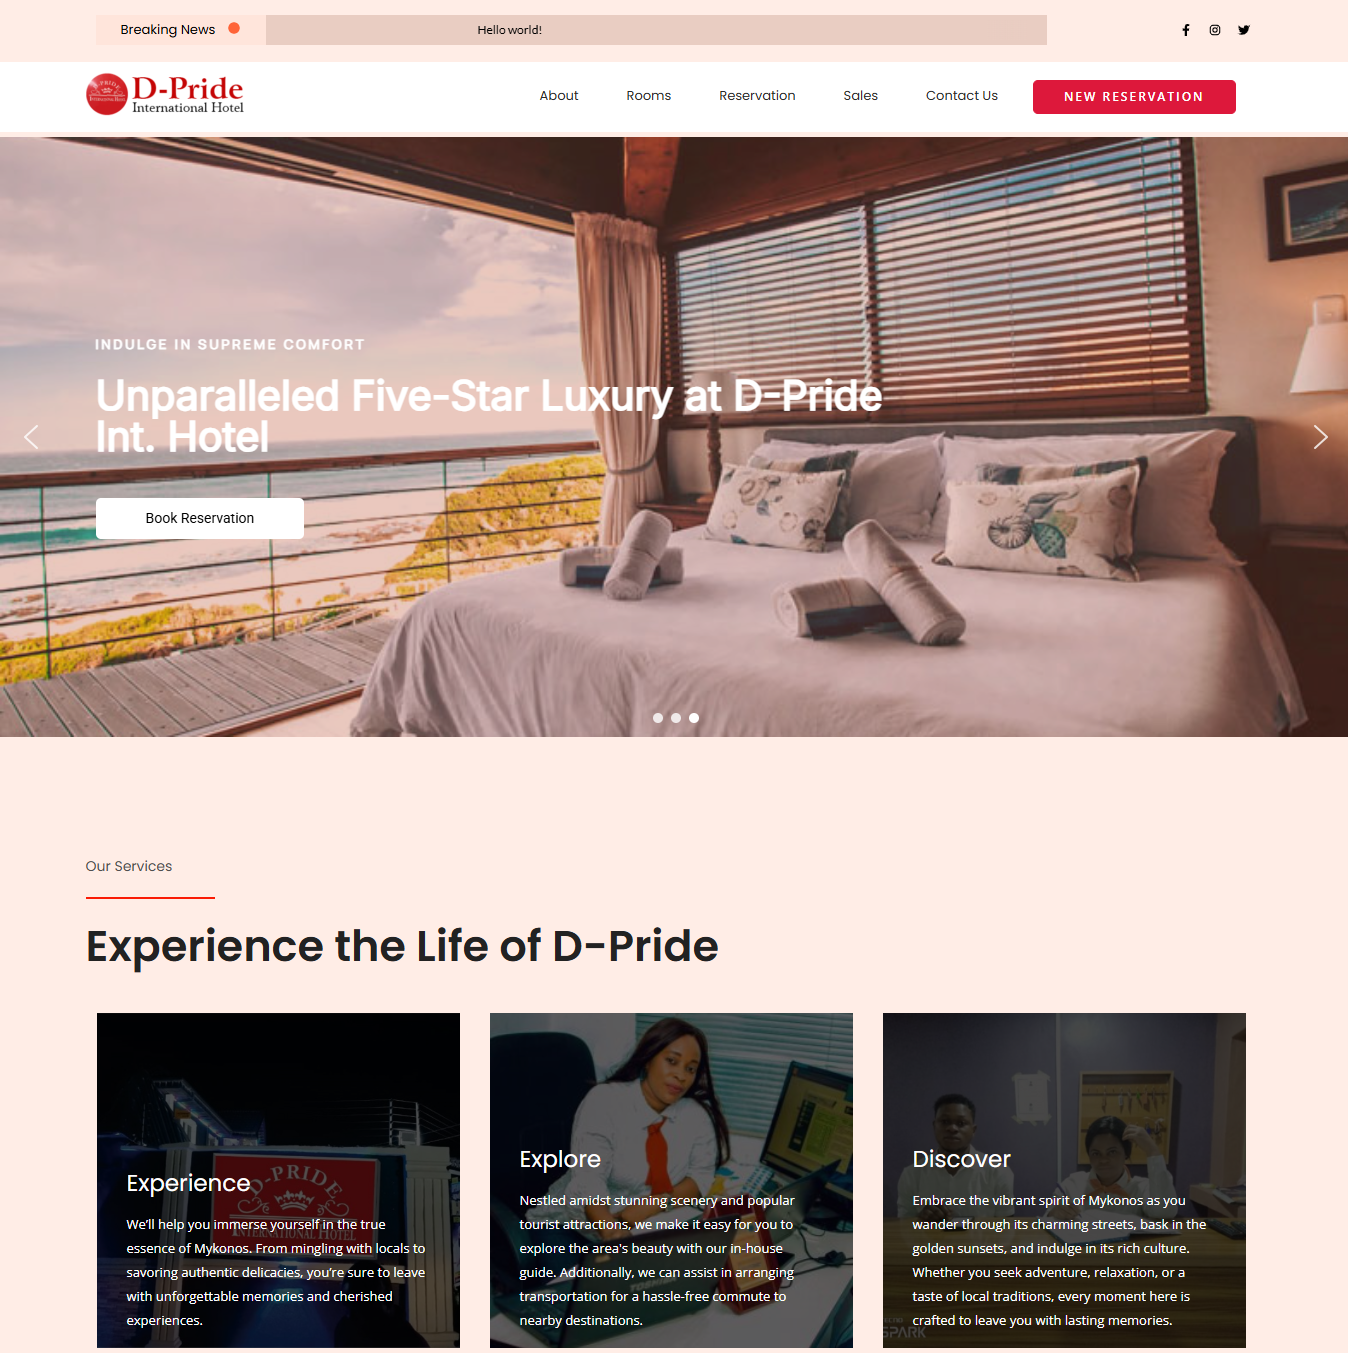 Breaking News
Hello world!
D-Pride
International Hotel
About
Rooms
Reservation
Sales
Contact Us
NEW RESERVATION
INDULGE IN SUPREME COMFORT
Unparalleled Five-Star Luxury at D-Pride
Int. Hotel
Book Reservation
Our Services
Experience the Life of D-Pride
D-PRIDE
INTERNATIONAL HOTEL
Experience
We'll help you immerse yourself in the true
essence of Mykonos. From mingling with locals to
savoring authentic delicacies, you're sure to leave
with unforgettable memories and cherished
experiences.
Explore
Nestled amidst stunning scenery and popular
tourist attractions, we make it easy for you to
explore the area's beauty with our in-house
guide. Additionally, we can assist in arranging
transportation for a hassle-free commute to
nearby destinations.
Discover
Embrace the vibrant spirit of Mykonos as you
wander through its charming streets, bask in the
golden sunsets, and indulge in its rich culture.
Whether you seek adventure, relaxation, or a
taste of local traditions, every moment here is
crafted to leave you with lasting memories.
SPARK